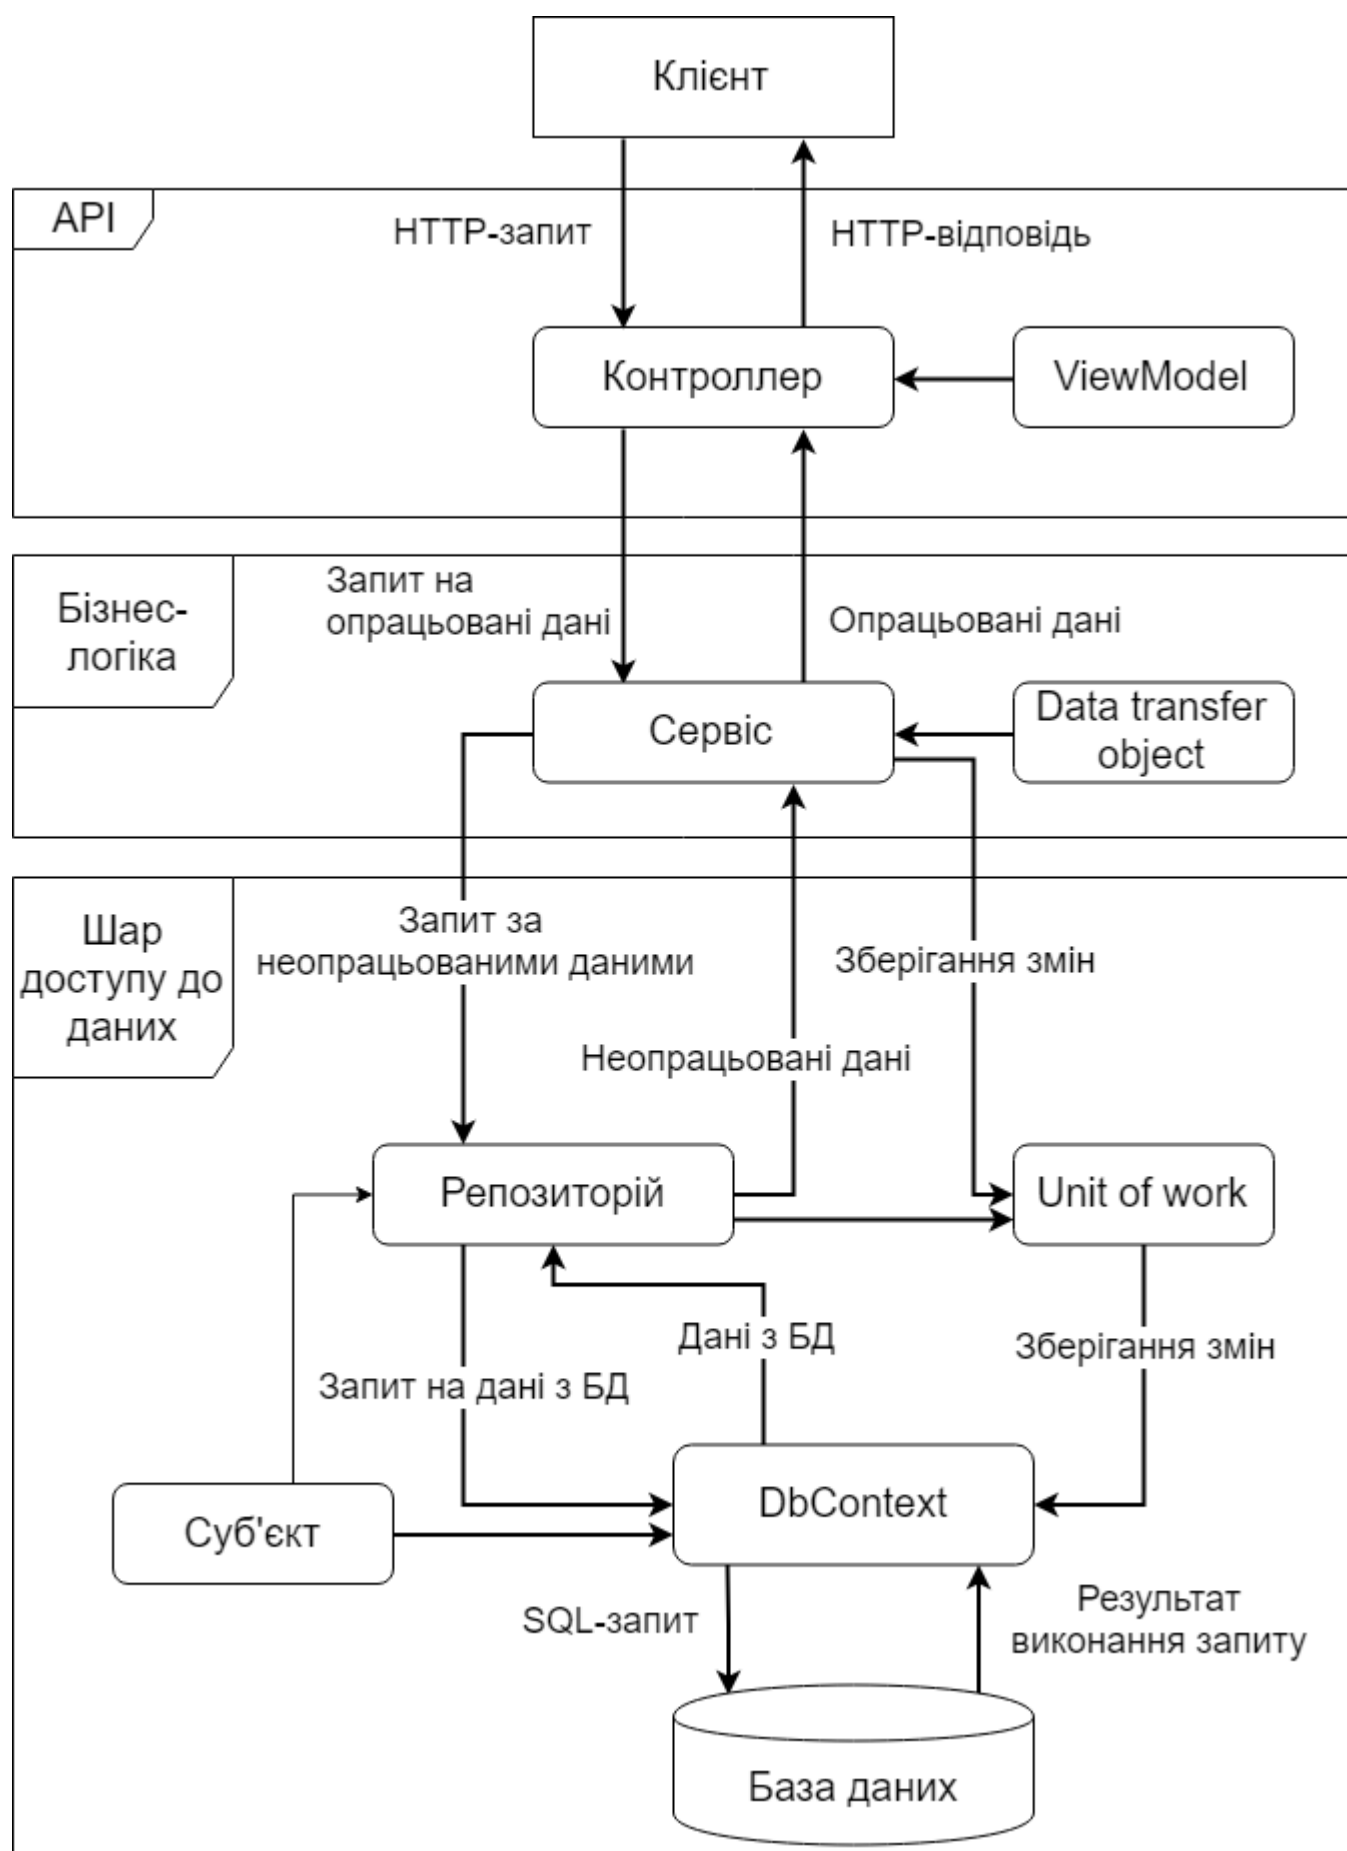 Клієнт
API
HTTP-запит
HTTP-відповідь
Контроллер
ViewModel
Бізнес-
логіка
Запит на
опрацьовані дані
Опрацьовані дані
Сервіс
Data transfer
object
Шар
доступу до
даних
Запит за
неопрацьованими даними
Зберігання змін
Неопрацьовані дані
Репозиторій
Unit of work
Дані з БД
Зберігання змін
Запит на дані з БД
DbContext
Суб'єкт
SQL-запит
Результат
виконання запиту
База даних